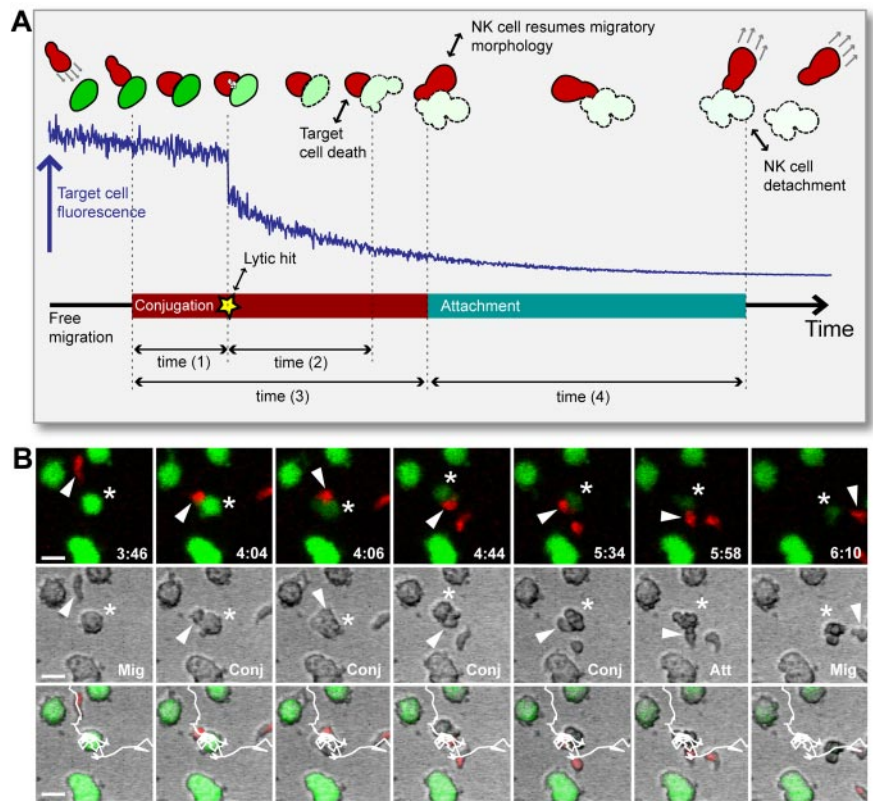 A
NK cell resumes migratory
morphology
Target
cell death
NK cell
detachment
Target cell
fluorescence
Lytic hit
Conjugation
Attachment
Free
migration
Time
time (1)
time (2)
time (3)
time (4)
B
* * * * * * *
3:46 4:04 4:06 4:44 5:34 5:58 6:10
* * * * * * *
Mig Conj Conj Conj Conj Att Mig